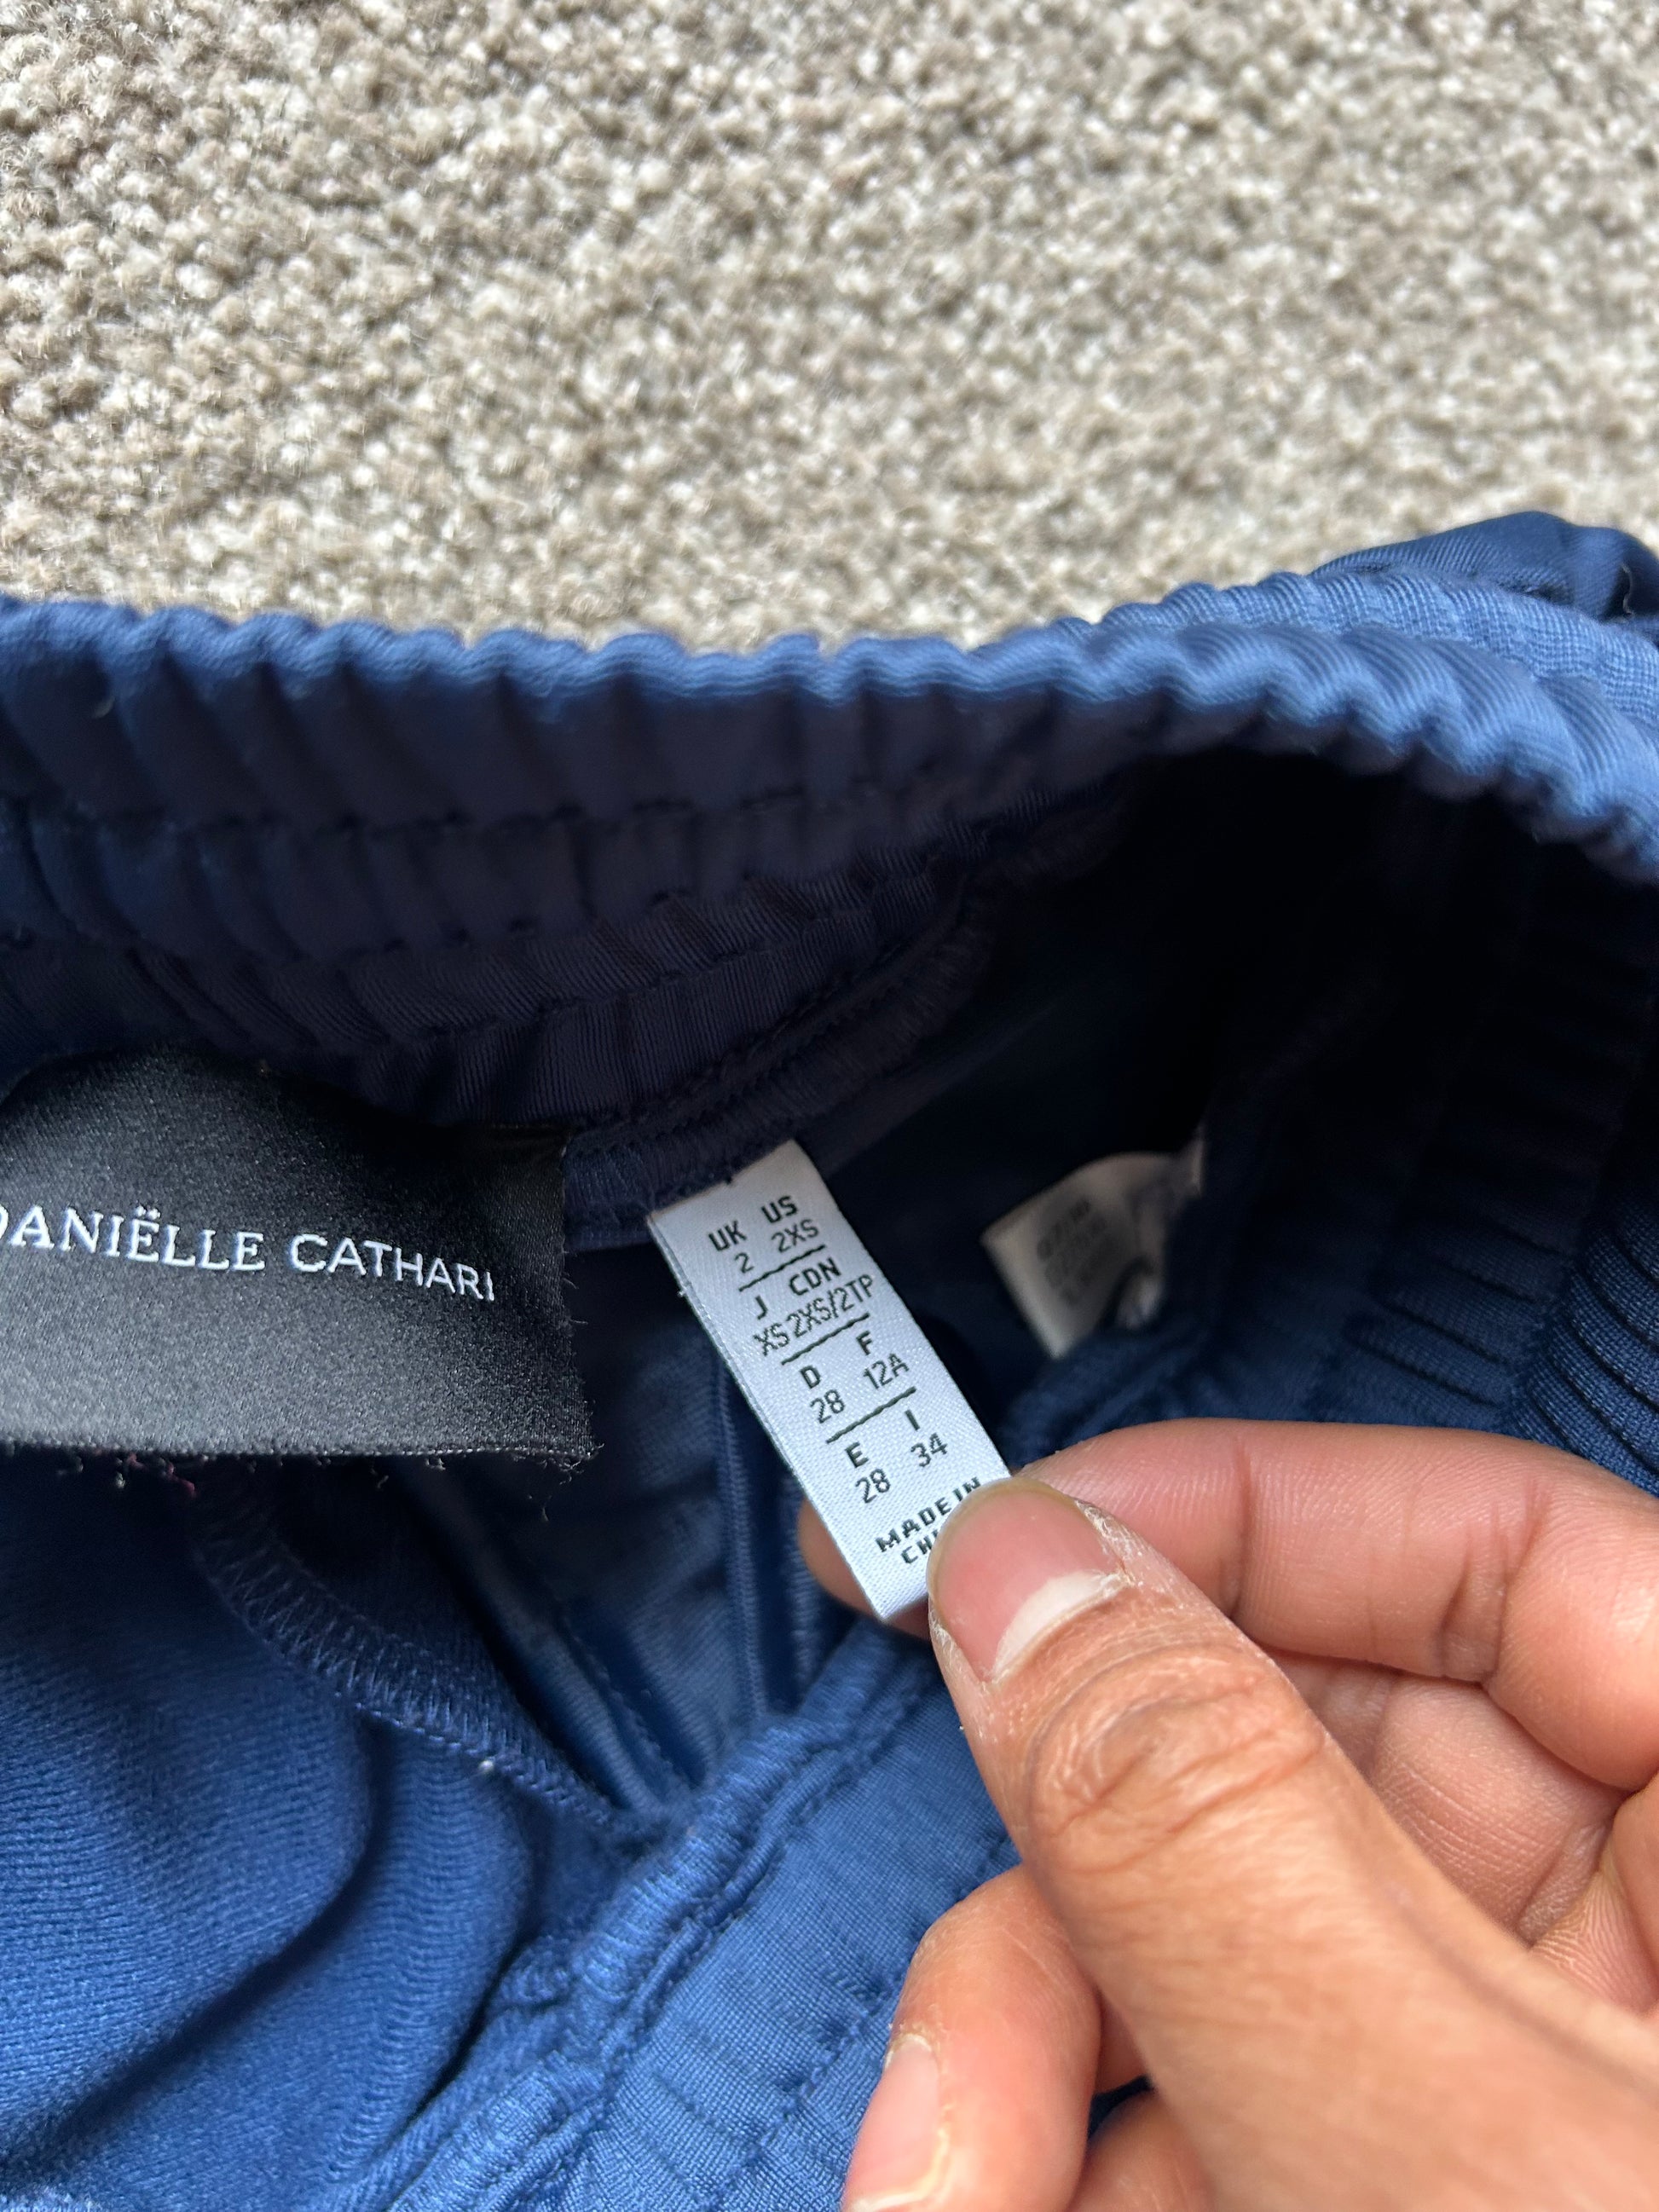 DANIËLLE CATHARI
UK US
2 2XS
J CDN
XS 2XS/2TP
D F
28 12A
E I
28 34
MADE IN